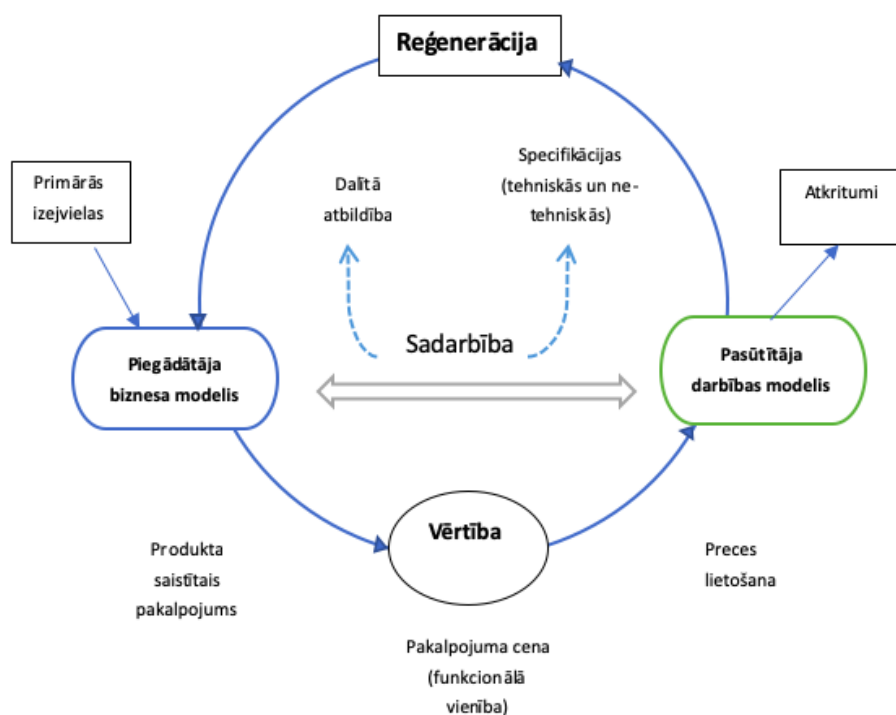 Reģenerācija
Primārās
izejvielas
Dalītā
atbildība
Specifikācijas
(tehniskās un ne-
tehniskās)
Atkritumi
Piegādātāja
biznesa modelis
Sadarbība
Pasūtītāja
darbības modelis
Vērtība
Produkta
saistītais
pakalpojums
Preces
lietošana
Pakalpojuma cena
(funkcionālā
vienība)